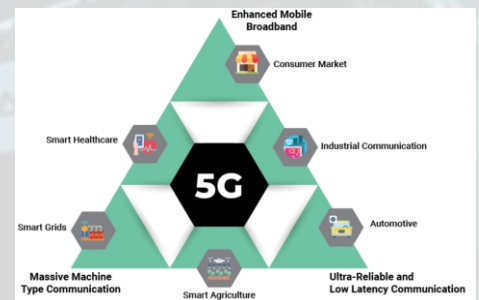 Enhanced Mobile
Broadband
Consumer Market
Smart Healthcare
Industrial Communication
5G
Smart Grids
Automotive
Massive Machine
Type Communication
Smart Agriculture
Ultra-Reliable and
Low Latency Communication